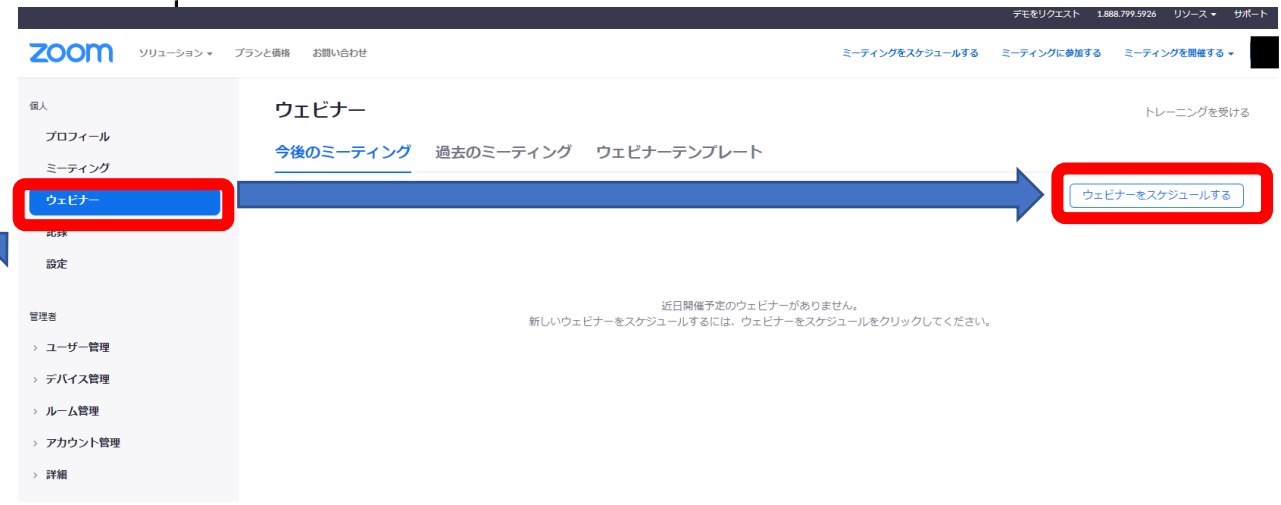 デモをリクエスト 1.888.799.5926 リソース サポート
zoom ソリューション プランと価格 お問い合わせ ミーティングをスケジュールする ミーティングに参加する ミーティングを開催する
個人
プロフィール
ミーティング
ウェビナー
記録
設定
管理者
ユーザー管理
デバイス管理
ルーム管理
アカウント管理
詳細
ウェビナー
トレーニングを受ける
今後のミーティング 過去のミーティング ウェビナーテンプレート
ウェビナーをスケジュールする
近日開催予定のウェビナーがありません。
新しいウェビナーをスケジュールするには、ウェビナーをスケジュールをクリックしてください。